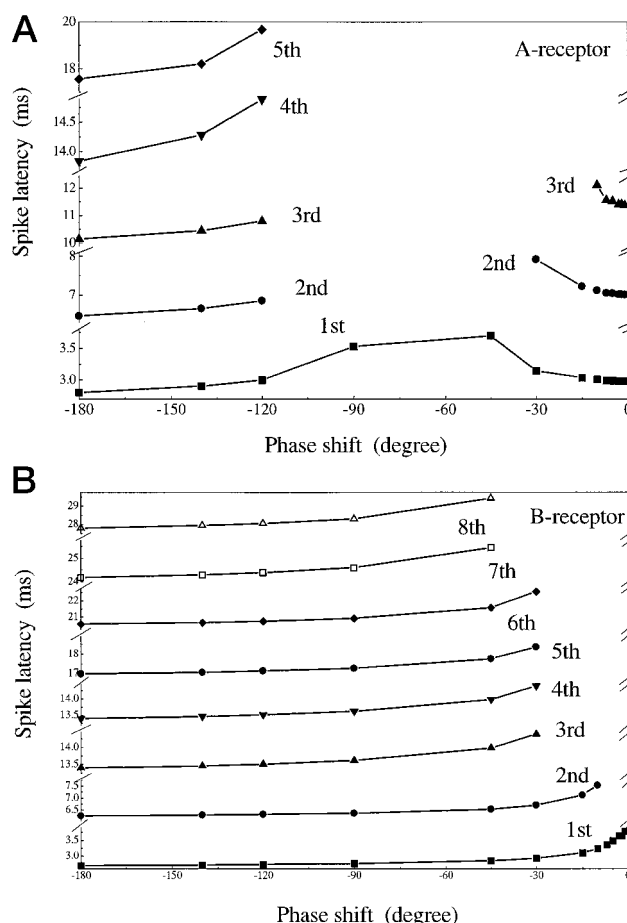 A
20
A-receptor
5th
18
4th
14.5
14.0
3rd
12
11
3rd
10
8
2nd
2nd
7
1st
3.5
3.0
-180
-150
-120
-90
-60
-30
0
Spike latency (ms)
Phase shift (degree)
B
29
B-receptor
28
8th
25
24
7th
22
21
6th
18
5th
17
14.0
4th
13.5
14.0
3rd
13.5
7.5
2nd
7.0
6.5
1st
3.0
-180
-150
-120
-90
-60
-30
0
Spike latency (ms)
Phase shift (degree)